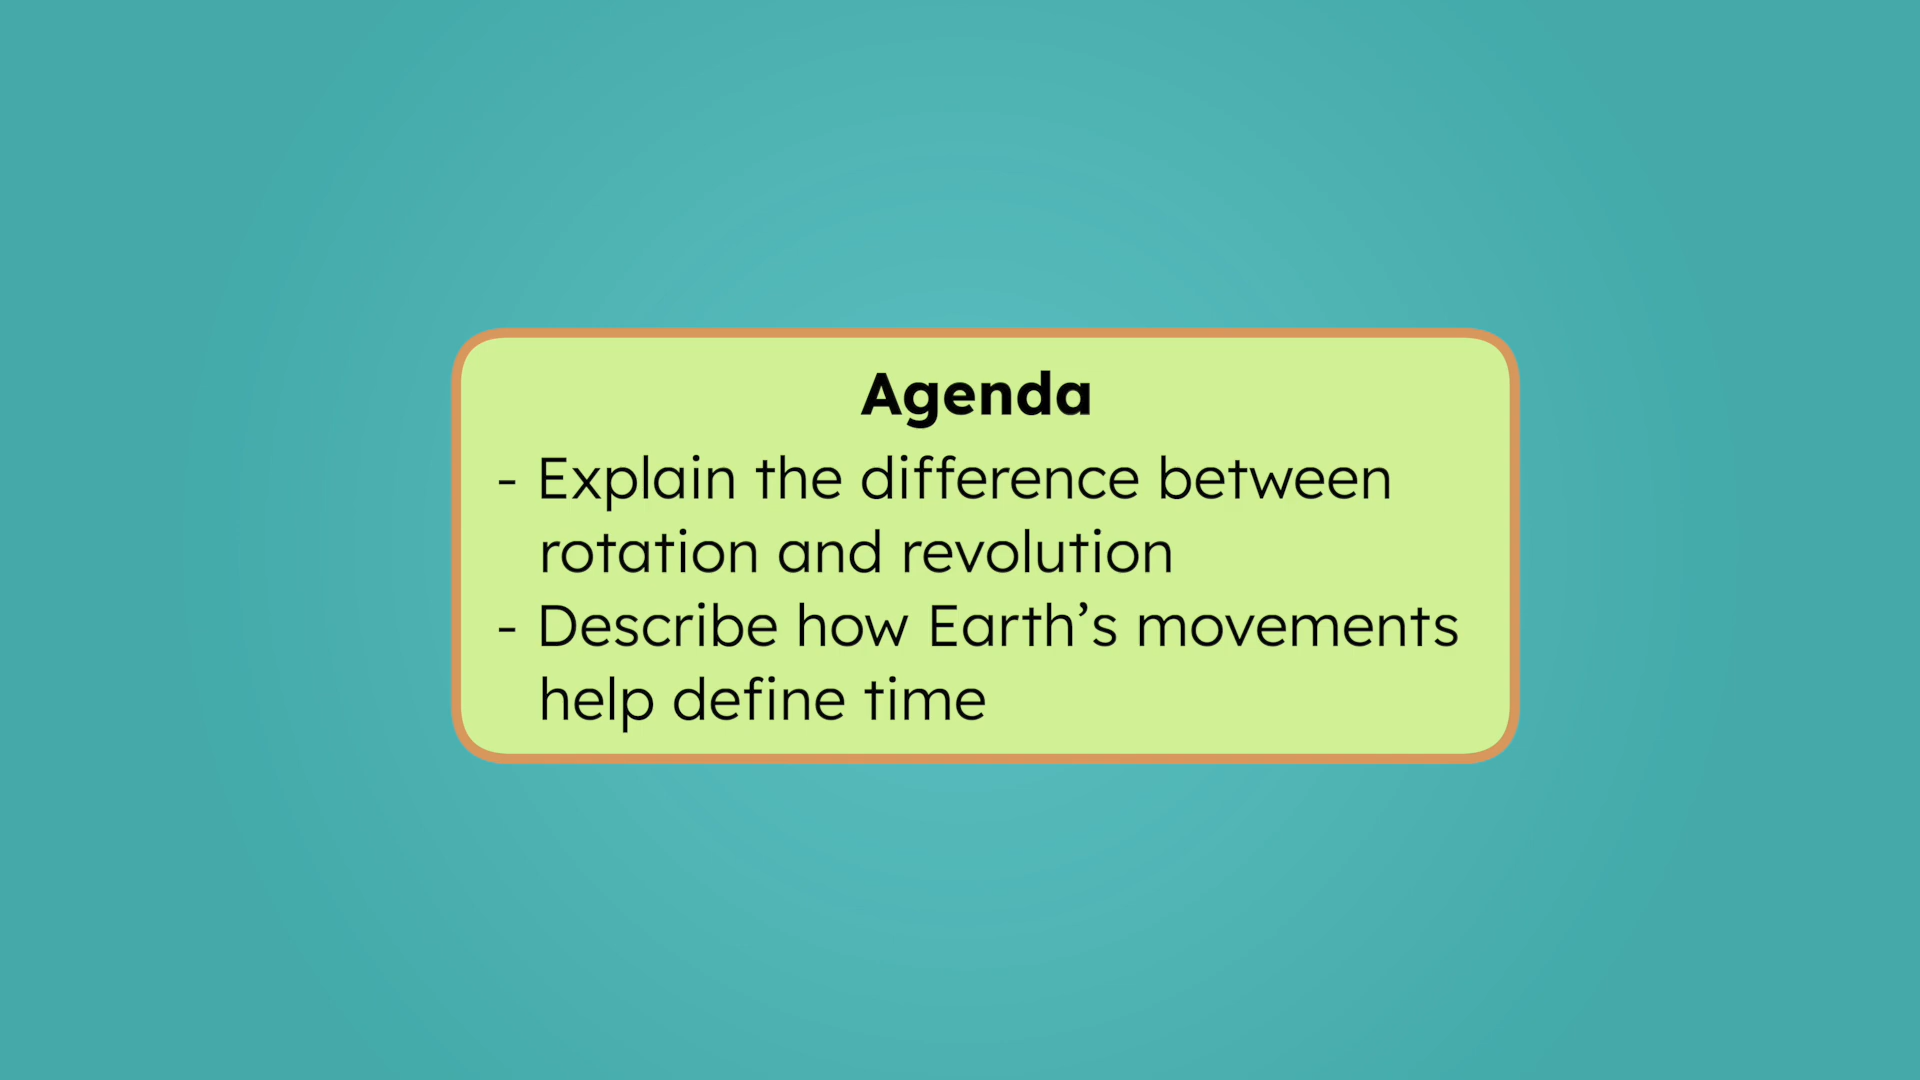 Agenda
- Explain the difference between
rotation and revolution
- Describe how Earth’s movements
help define time